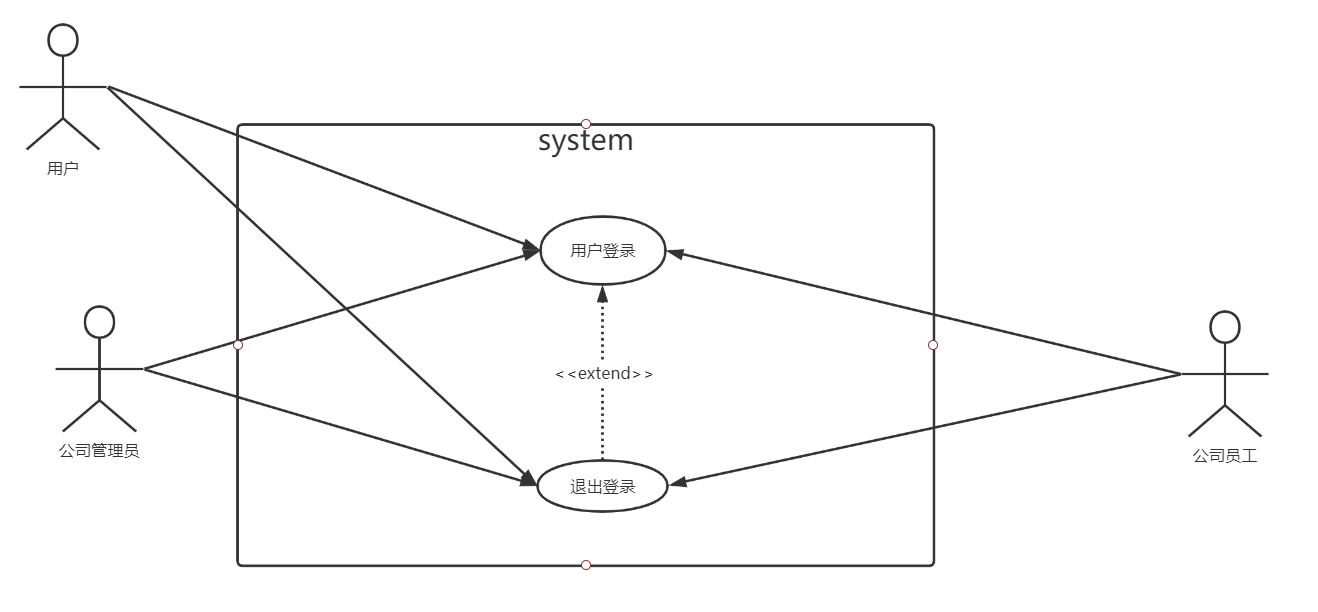 用户
system
用户登录
<<extend>>
公司管理员
公司员工
退出登录